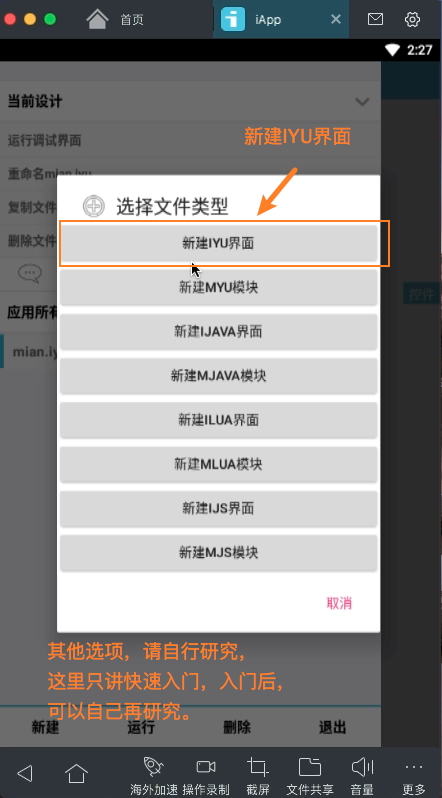 首页
iApp
2:27
当前设计
运行调试界面
新建IYU界面
重命名mian.iyu
复制文件
选择文件类型
删除文件
新建IYU界面
新建MYU模块
控件
应用所有
新建IJAVA界面
mian.iy
新建MJAVA模块
新建ILUA界面
新建MLUA模块
新建IJS界面
新建MJS模块
取消
其他选项，请自行研究，
这里只讲快速入门，入门后，
可以自己再研究。
新建 运行 删除 退出
海外加速 操作录制 截屏 文件共享 音量 更多